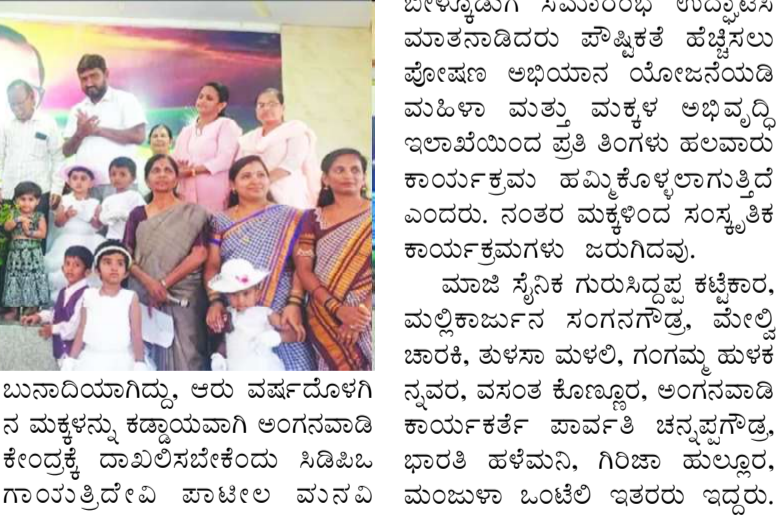 ಬುನಾದಿಯಾಗಿದ್ದು, ಆರು ವರ್ಷದೊಳಗಿ
ನ ಮಕ್ಕಳನ್ನು ಕಡ್ಡಾಯವಾಗಿ ಅಂಗನವಾಡಿ
ಕೇಂದ್ರಕ್ಕೆ ದಾಖಲಿಸಬೇಕೆಂದು ಸಿಡಿಪಿಒ
ಗಾಯತ್ರಿದೇವಿ ಪಾಟೀಲ ಮನವಿ
ಬೀಳ್ಕೊಡುಗೆ ಸಮಾರಂಭ ಉದ್ಘಾಟಿಸಿ
ಮಾತನಾಡಿದರು ಪೌಷ್ಟಿಕತೆ ಹೆಚ್ಚಿಸಲು
ಪೋಷಣ ಅಭಿಯಾನ ಯೋಜನೆಯಡಿ
ಮಹಿಳಾ ಮತ್ತು ಮಕ್ಕಳ ಅಭಿವೃದ್ಧಿ
ಇಲಾಖೆಯಿಂದ ಪ್ರತಿ ತಿಂಗಳು ಹಲವಾರು
ಕಾರ್ಯಕ್ರಮ ಹಮ್ಮಿಕೊಳ್ಳಲಾಗುತ್ತಿದೆ
ಎಂದರು. ನಂತರ ಮಕ್ಕಳಿಂದ ಸಂಸ್ಕೃತಿಕ
ಕಾರ್ಯಕ್ರಮಗಳು ಜರುಗಿದವು.
ಮಾಜಿ ಸೈನಿಕ ಗುರುಸಿದ್ದಪ್ಪ ಕಟ್ಟೆಕಾರ,
ಮಲ್ಲಿಕಾರ್ಜುನ ಸಂಗನಗೌಡ್ರ, ಮೇಲ್ವಿ
ಚಾರಕಿ, ತುಳಸಾ ಮಳಲಿ, ಗಂಗಮ್ಮ ಹುಳಕ
ನ್ನವರ, ವಸಂತ ಕೊಣ್ಣೂರ, ಅಂಗನವಾಡಿ
ಕಾರ್ಯಕರ್ತೆ ಪಾರ್ವತಿ ಚನ್ನಪ್ಪಗೌಡ್ರ,
ಭಾರತಿ ಹಳೆಮನಿ, ಗಿರಿಜಾ ಹುಲ್ಲೂರ,
ಮಂಜುಳಾ ಒಂಟೆಲಿ ಇತರರು ಇದ್ದರು.